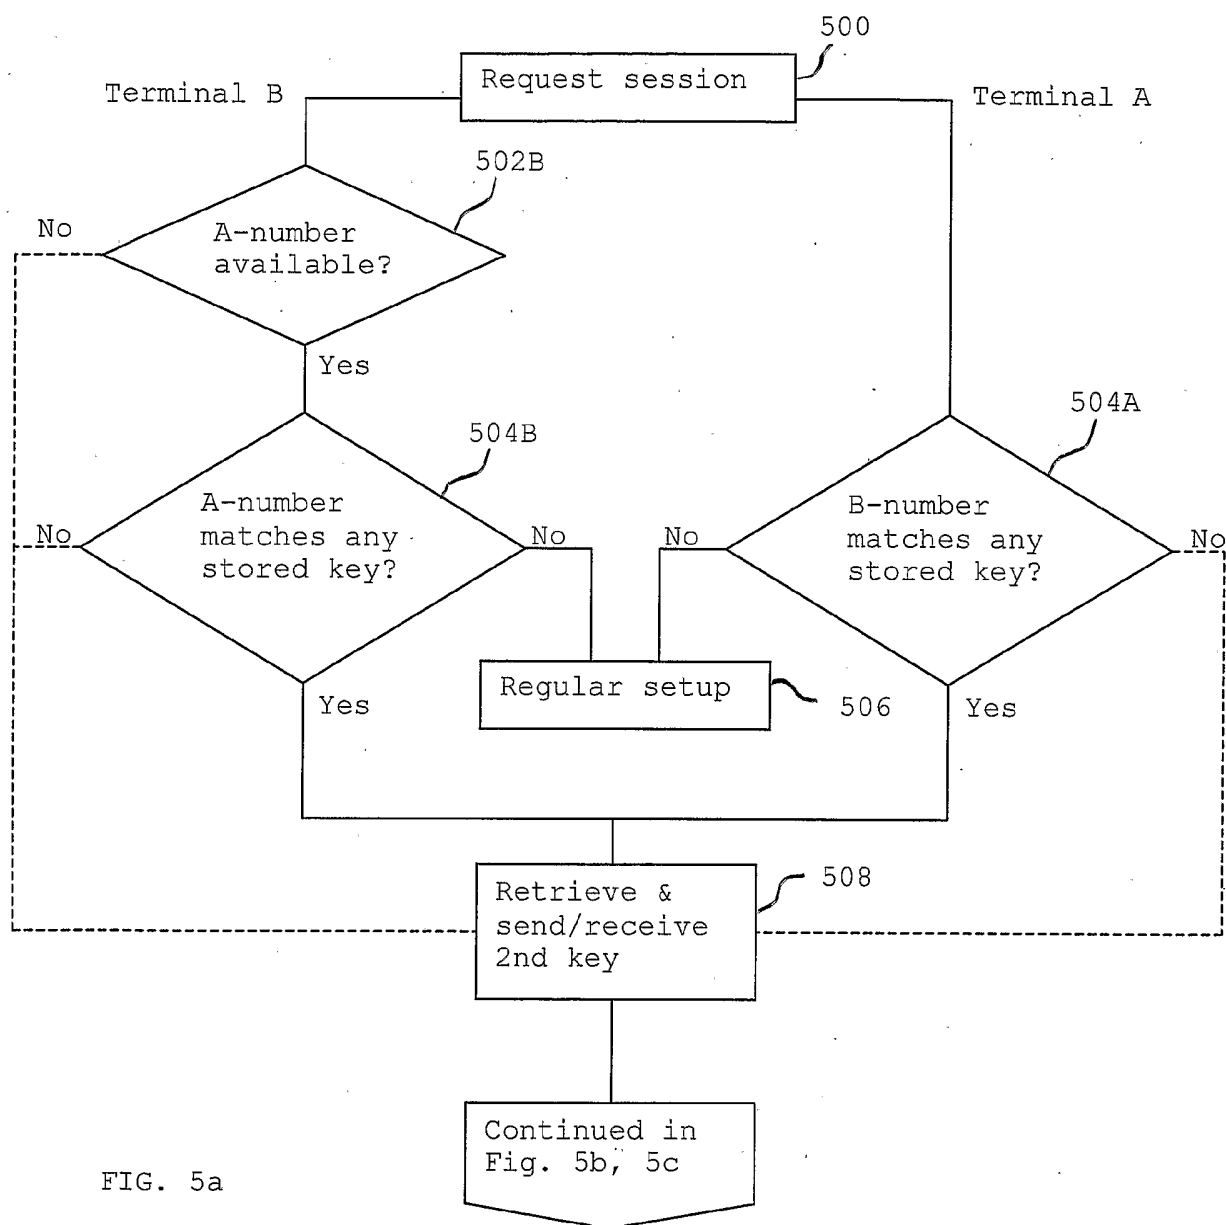 500
Request session
Terminal B
Terminal A
502B
No
A-number
available?
Yes
504B
504A
A-number
matches any
stored key?
No
No
No
B-number
matches any
stored key?
No
Regular setup
506
Yes
Yes
508
Retrieve &
send/receive
2nd key
Continued in
Fig. 5b, 5c
FIG. 5a